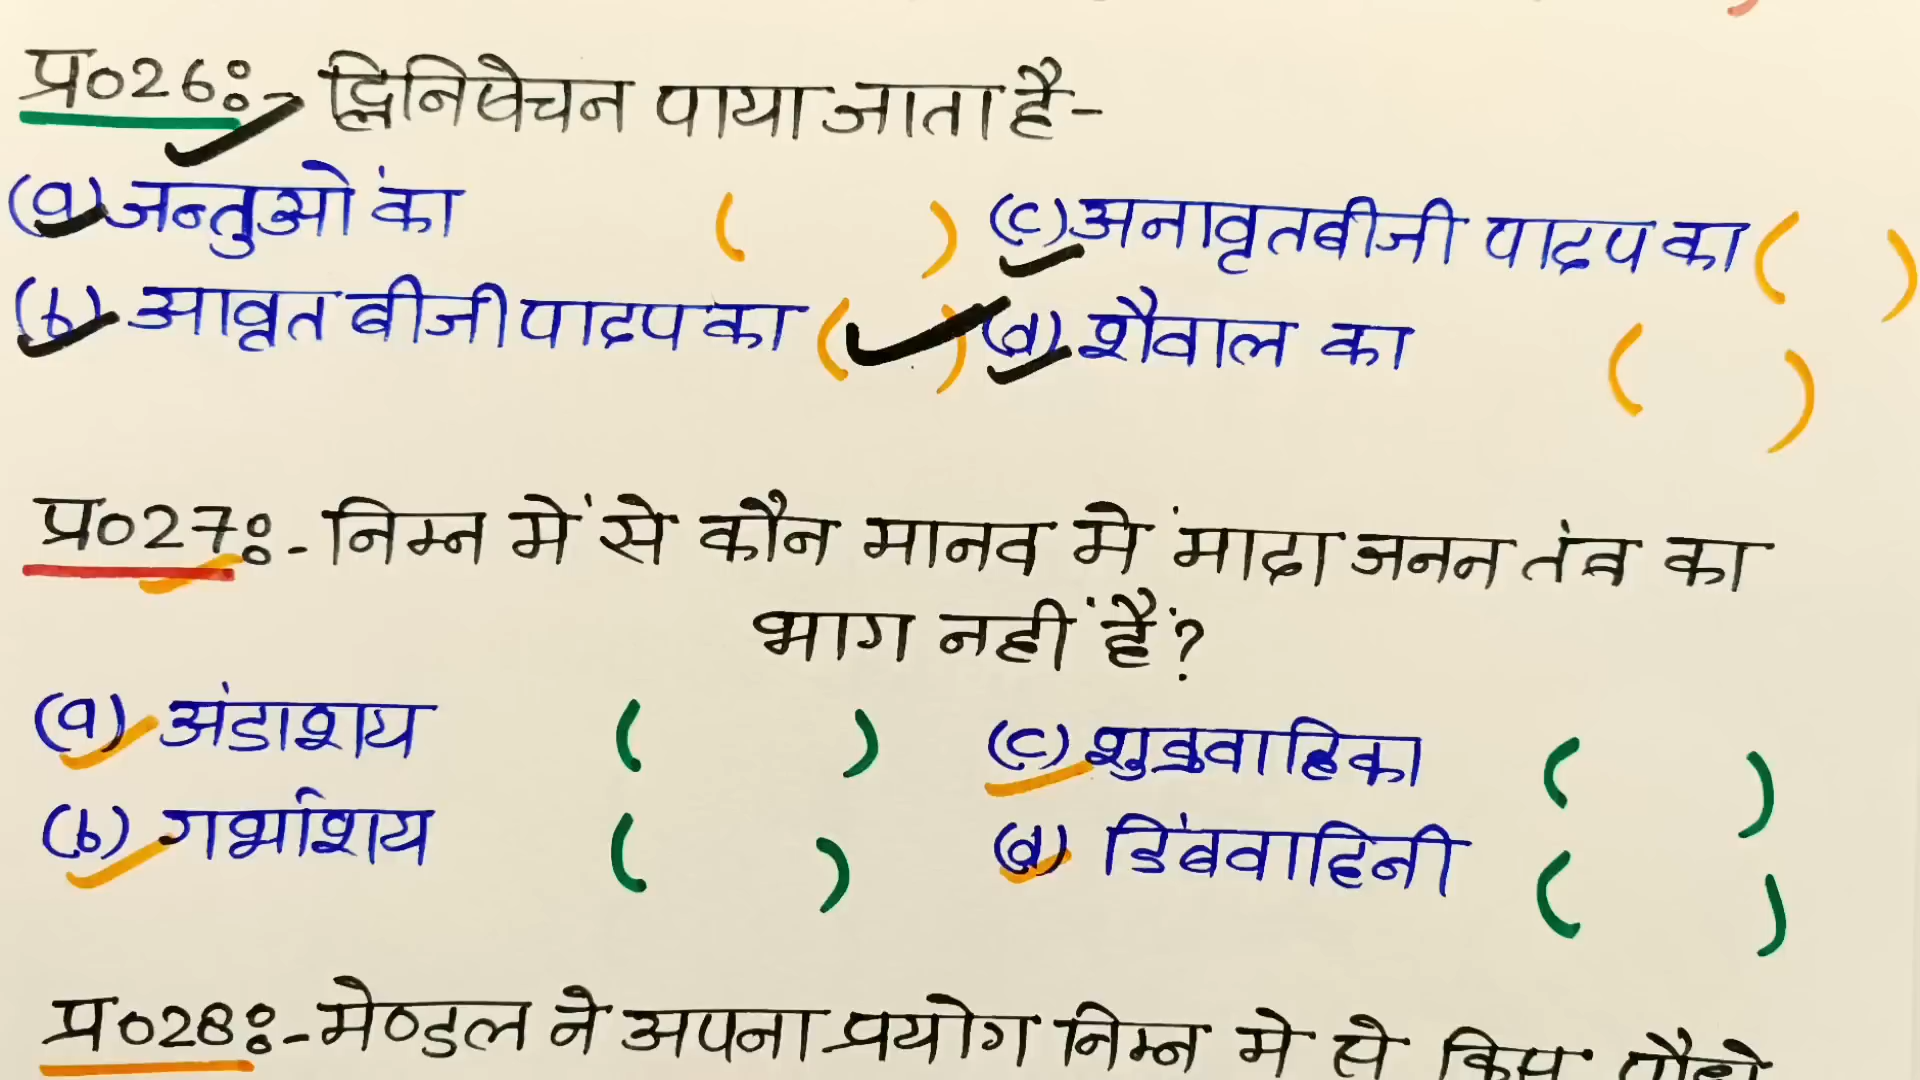 प्र०26:- द्विनिषेचन पाया जाता है-
(a) जन्तुओं का ( ) (c) अनावृतबीजी पादप का ( )
(b) आवृत बीजी पादप का (✓) (d) शैवाल का ( )
प्र०27:- निम्न में से कौन मानव में मादा जनन तंत्र का
भाग नहीं हैं?
(a) अंडाशय ( ) (c) शुक्रवाहिका ( )
(b) गर्भाशय ( ) (d) डिंबवाहिनी ( )
प्र०28:- मेण्डल ने अपना प्रयोग निम्न में से किस पौधे